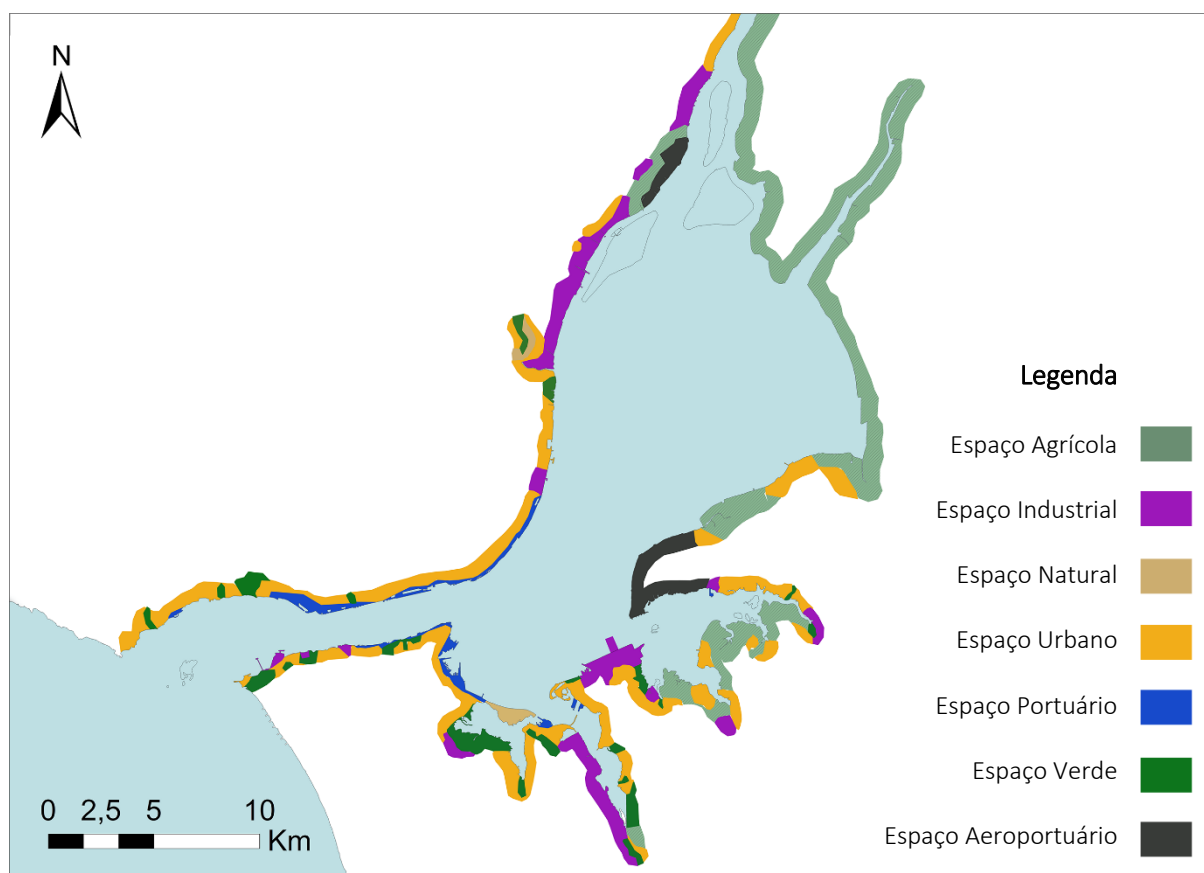 N
Legenda
Espaço Agrícola
Espaço Industrial
Espaço Natural
Espaço Urbano
Espaço Portuário
Espaço Verde
Espaço Aeroportuário
0 2,5 5 10
Km